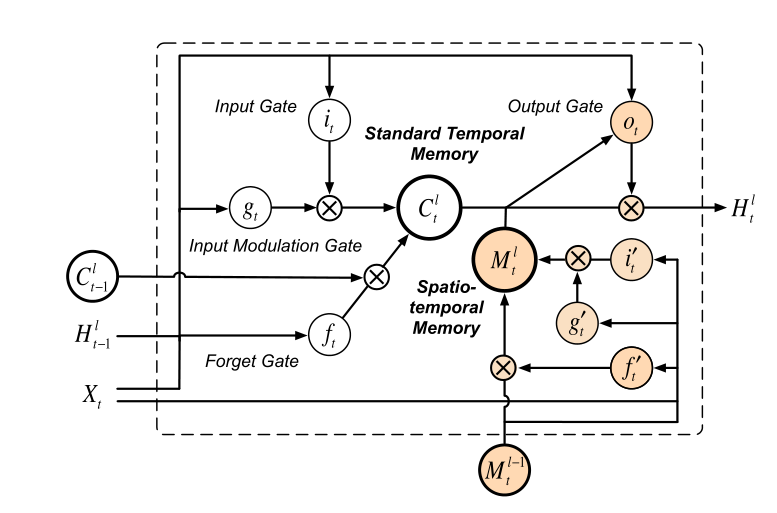 Input Gate
i_t
Output Gate
o_t
Standard Temporal
Memory
g_t
C_t^l
H_t^l
Input Modulation Gate
M_t^l
i_t'
C_{t-1}^l
Spatio-
temporal
Memory
g_t'
H_{t-1}^l
f_t
Forget Gate
f_t'
X_t
M_t^{l-1}